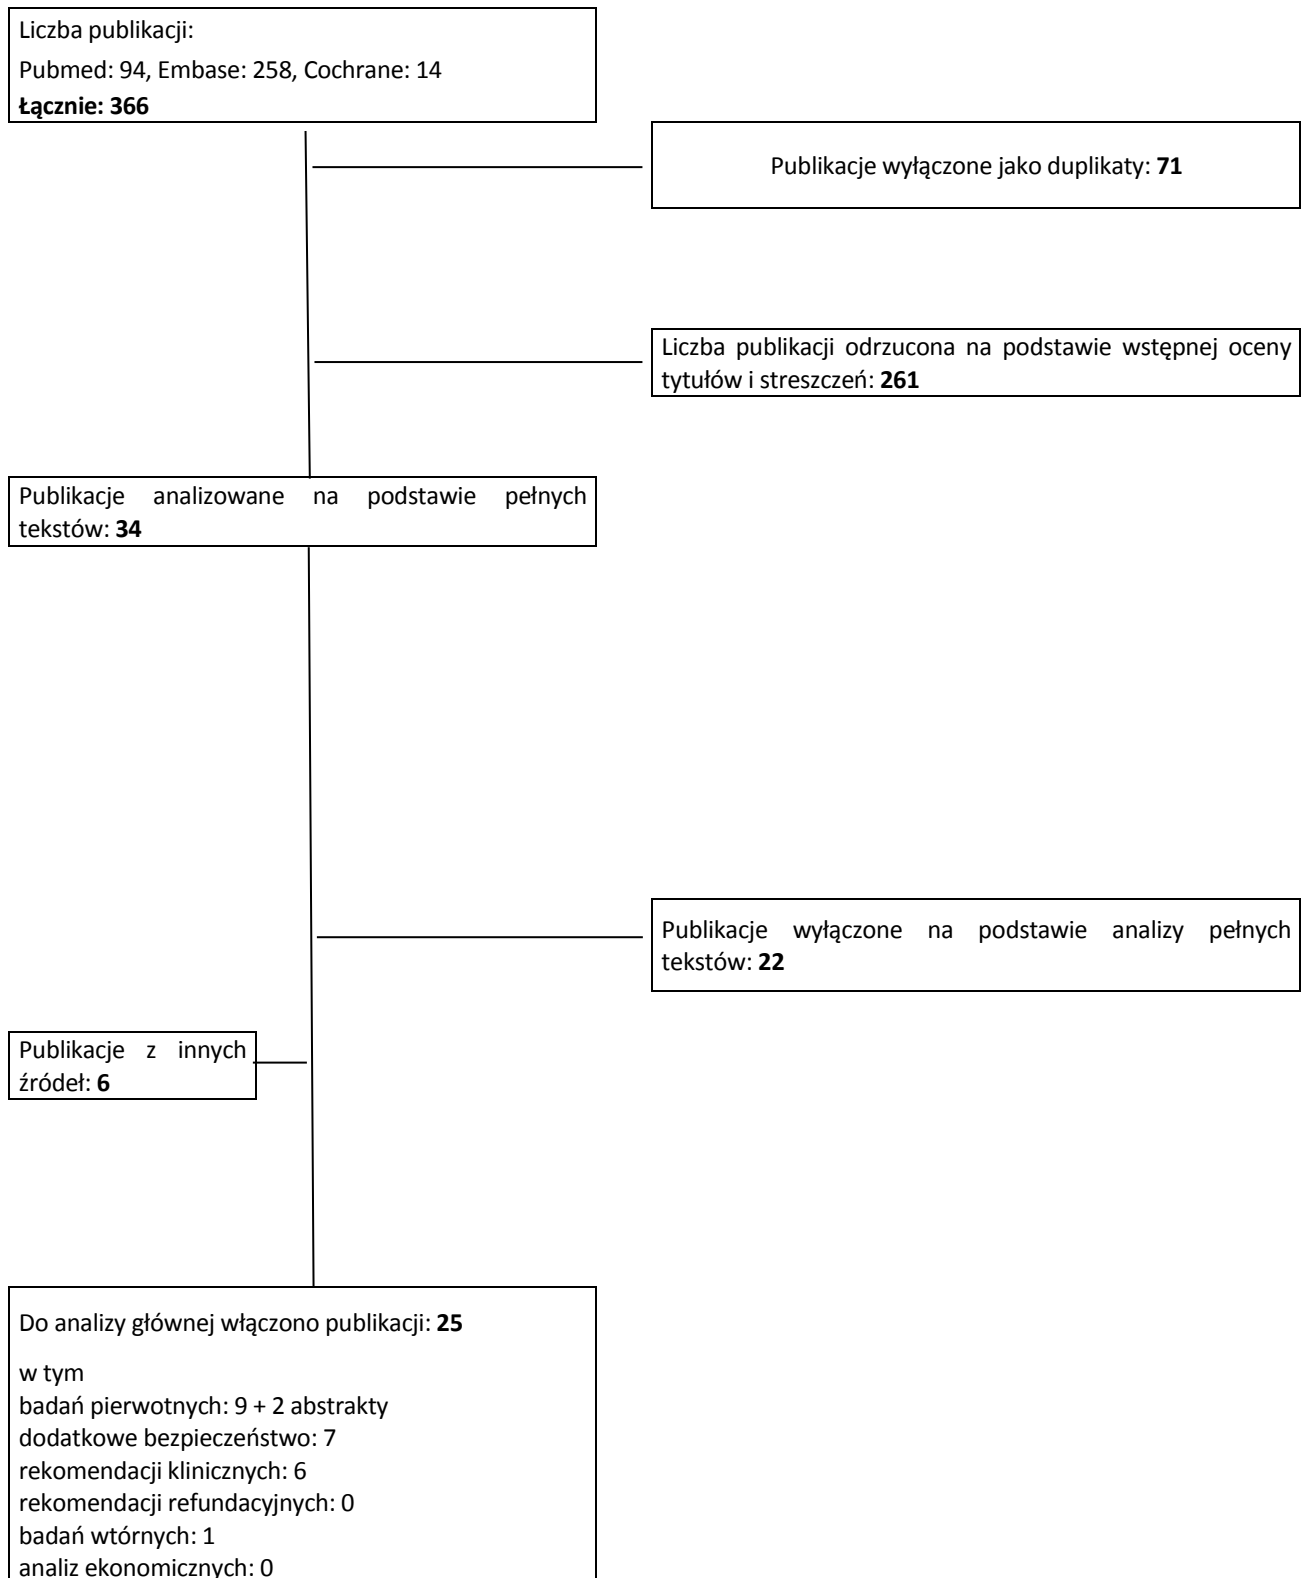 Liczba publikacji:
Pubmed: 94, Embase: 258, Cochrane: 14
Łącznie: 366
Publikacje wyłączone jako duplikaty: 71
Liczba publikacji odrzucona na podstawie wstępnej oceny
tytułów i streszczeń: 261
Publikacje analizowane na podstawie pełnych
tekstów: 34
Publikacje wyłączone na podstawie analizy pełnych
tekstów: 22
Publikacje z innych
źródeł: 6
Do analizy głównej włączono publikacji: 25
w tym
badań pierwotnych: 9 + 2 abstrakty
dodatkowe bezpieczeństwo: 7
rekomendacji klinicznych: 6
rekomendacji refundacyjnych: 0
badań wtórnych: 1
analiz ekonomicznych: 0